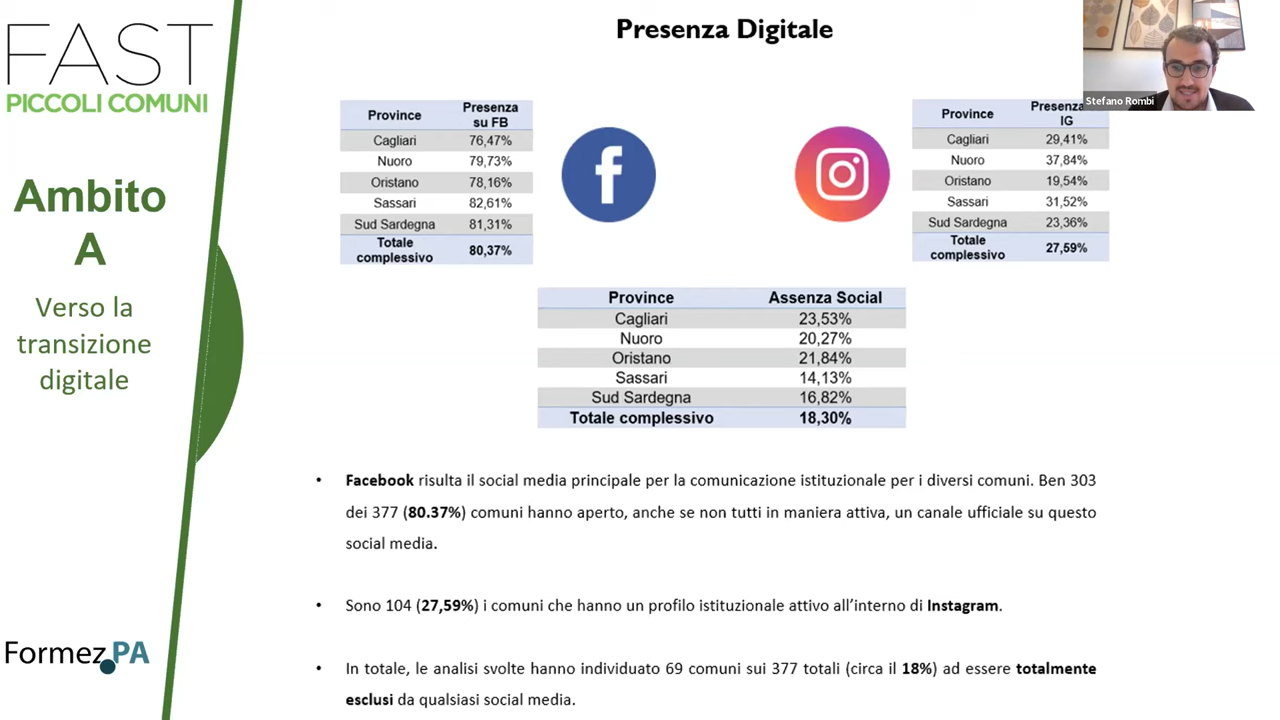 FAST
PICCOLI COMUNI
Ambito
A
Verso la
transizione
digitale
Formez.PA
Presenza Digitale
Stefano Rombi
Province Presenza su FB
Cagliari 76,47%
Nuoro 79,73%
Oristano 78,16%
Sassari 82,61%
Sud Sardegna 81,31%
Totale complessivo 80,37%
Province Presenza IG
Cagliari 29,41%
Nuoro 37,84%
Oristano 19,54%
Sassari 31,52%
Sud Sardegna 23,36%
Totale complessivo 27,59%
Province Assenza Social
Cagliari 23,53%
Nuoro 20,27%
Oristano 21,84%
Sassari 14,13%
Sud Sardegna 16,82%
Totale complessivo 18,30%
• Facebook risulta il social media principale per la comunicazione istituzionale per i diversi comuni. Ben 303
dei 377 (80.37%) comuni hanno aperto, anche se non tutti in maniera attiva, un canale ufficiale su questo
social media.
• Sono 104 (27,59%) i comuni che hanno un profilo istituzionale attivo all'interno di Instagram.
• In totale, le analisi svolte hanno individuato 69 comuni sui 377 totali (circa il 18%) ad essere totalmente
esclusi da qualsiasi social media.